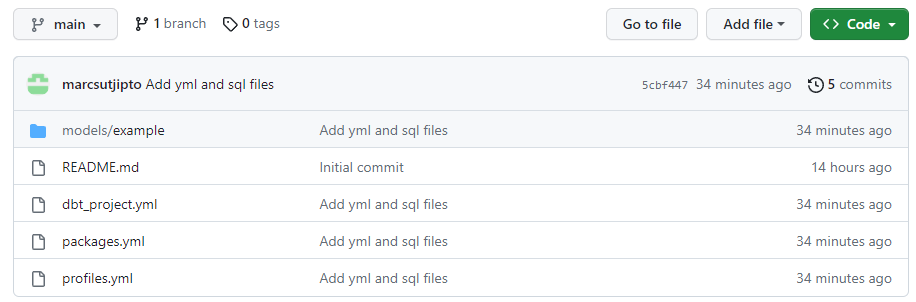 main 1 branch 0 tags Go to file Add file Code
marcsutjipto Add yml and sql files 5cbf447 34 minutes ago 5 commits
models/example Add yml and sql files 34 minutes ago
README.md Initial commit 14 hours ago
dbt_project.yml Add yml and sql files 34 minutes ago
packages.yml Add yml and sql files 34 minutes ago
profiles.yml Add yml and sql files 34 minutes ago